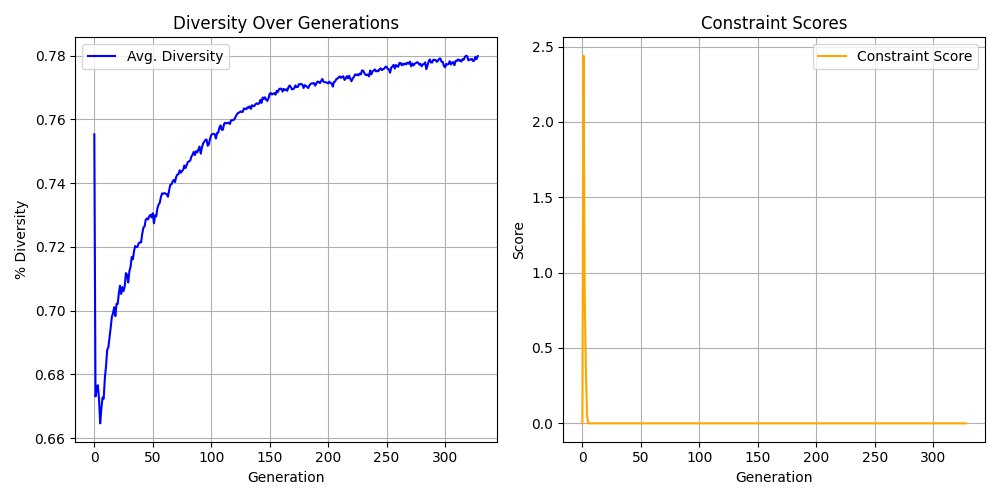 Diversity Over Generations
Avg. Diversity
% Diversity
0.78
0.76
0.74
0.72
0.70
0.68
0.66
0 50 100 150 200 250 300
Generation
Constraint Scores
Constraint Score
Score
2.5
2.0
1.5
1.0
0.5
0.0
0 50 100 150 200 250 300
Generation